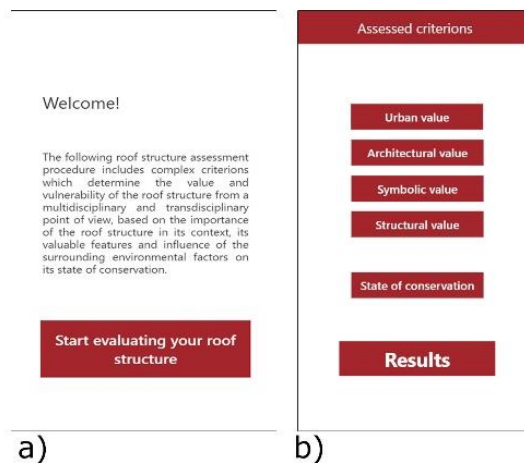 Welcome!
The following roof structure assessment
procedure includes complex criterions
which determine the value and
vulnerability of the roof structure from a
multidisciplinary and transdisciplinary
point of view, based on the importance
of the roof structure in its context, its
valuable features and influence of the
surrounding environmental factors on
its state of conservation.
Start evaluating your roof
structure
a)
Assessed criterions
Urban value
Architectural value
Symbolic value
Structural value
State of conservation
Results
b)